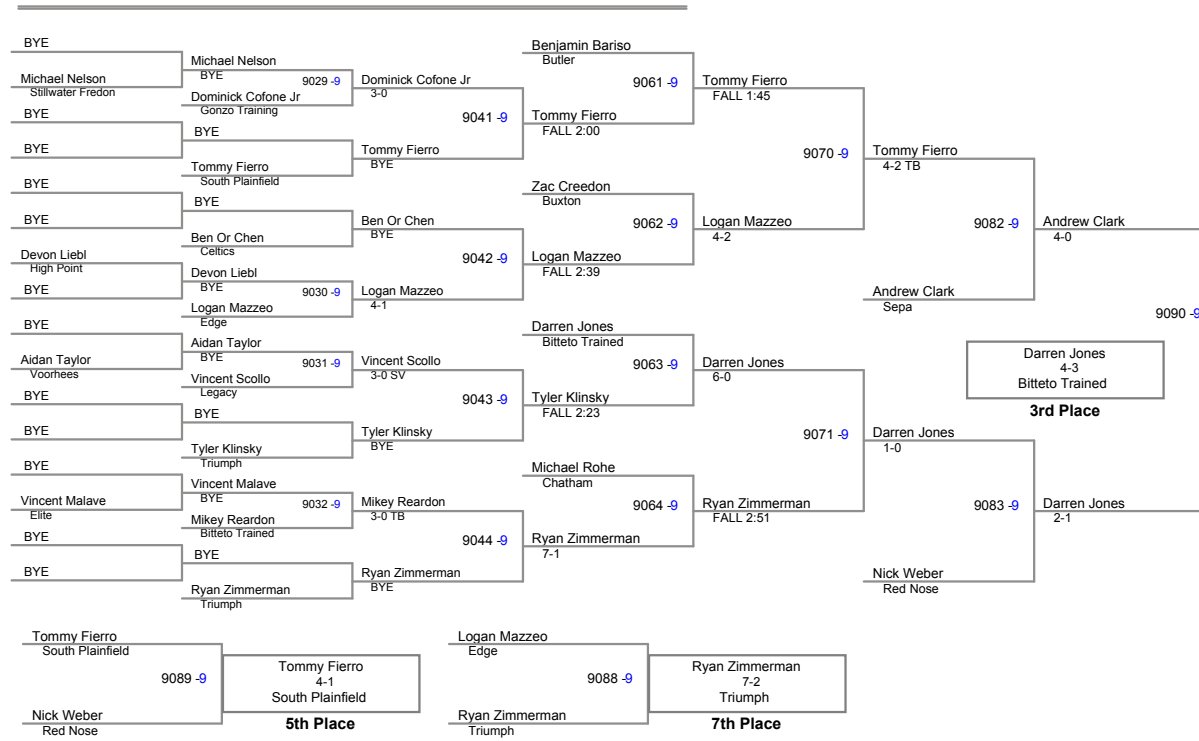 BYE
Michael Nelson
Stillwater Fredon
BYE
BYE
BYE
BYE
Devon Liebl
High Point
BYE
BYE
Aidan Taylor
Voorhees
BYE
BYE
BYE
Vincent Malave
Elite
BYE
BYE
Michael Nelson
BYE
9029 -9
Dominick Cofone Jr
Gonzo Training
BYE
Tommy Fierro
South Plainfield
BYE
Ben Or Chen
Celtics
Devon Liebl
BYE
9030 -9
Logan Mazzeo
Edge
Aidan Taylor
BYE
9031 -9
Vincent Scollo
Legacy
BYE
Tyler Klinsky
Triumph
Vincent Malave
BYE
9032 -9
Mikey Reardon
Bitteto Trained
BYE
Ryan Zimmerman
Triumph
Dominick Cofone Jr
3-0
9041 -9
Tommy Fierro
BYE
Ben Or Chen
BYE
9042 -9
Logan Mazzeo
4-1
Vincent Scollo
3-0 SV
9043 -9
Tyler Klinsky
BYE
Mikey Reardon
3-0 TB
9044 -9
Ryan Zimmerman
BYE
Benjamin Bariso
Butler
9061 -9
Tommy Fierro
FALL 2:00
Zac Creedon
Buxton
9062 -9
Logan Mazzeo
FALL 2:39
Darren Jones
Bitteto Trained
9063 -9
Tyler Klinsky
FALL 2:23
Michael Rohe
Chatham
9064 -9
Ryan Zimmerman
7-1
Tommy Fierro
FALL 1:45
9070 -9
Logan Mazzeo
4-2
Darren Jones
6-0
9071 -9
Ryan Zimmerman
FALL 2:51
Tommy Fierro
4-2 TB
9082 -9
Andrew Clark
Sepa
Darren Jones
1-0
9083 -9
Nick Weber
Red Nose
Andrew Clark
4-0
9090 -9
Darren Jones
4-3
Bitteto Trained
3rd Place
Darren Jones
2-1
Tommy Fierro
South Plainfield
9089 -9
Nick Weber
Red Nose
Tommy Fierro
4-1
South Plainfield
5th Place
Logan Mazzeo
Edge
9088 -9
Ryan Zimmerman
Triumph
Ryan Zimmerman
7-2
Triumph
7th Place